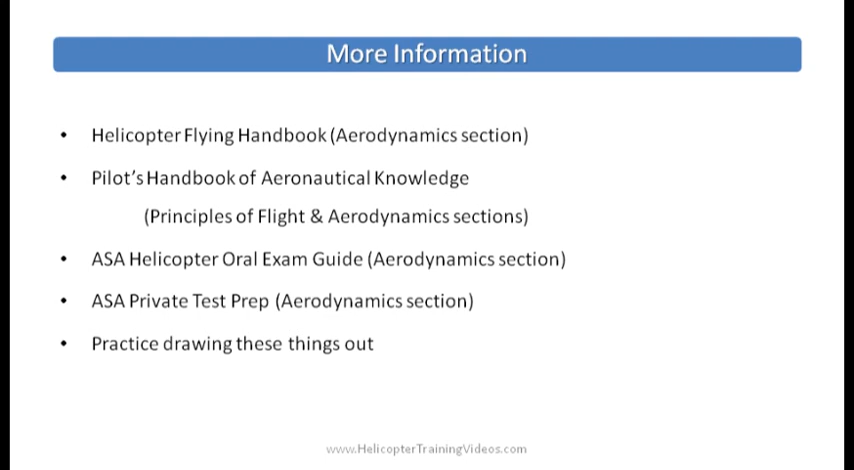 More Information
• Helicopter Flying Handbook (Aerodynamics section)
• Pilot's Handbook of Aeronautical Knowledge
(Principles of Flight & Aerodynamics sections)
• ASA Helicopter Oral Exam Guide (Aerodynamics section)
• ASA Private Test Prep (Aerodynamics section)
• Practice drawing these things out
www.HelicopterTrainingVideos.com